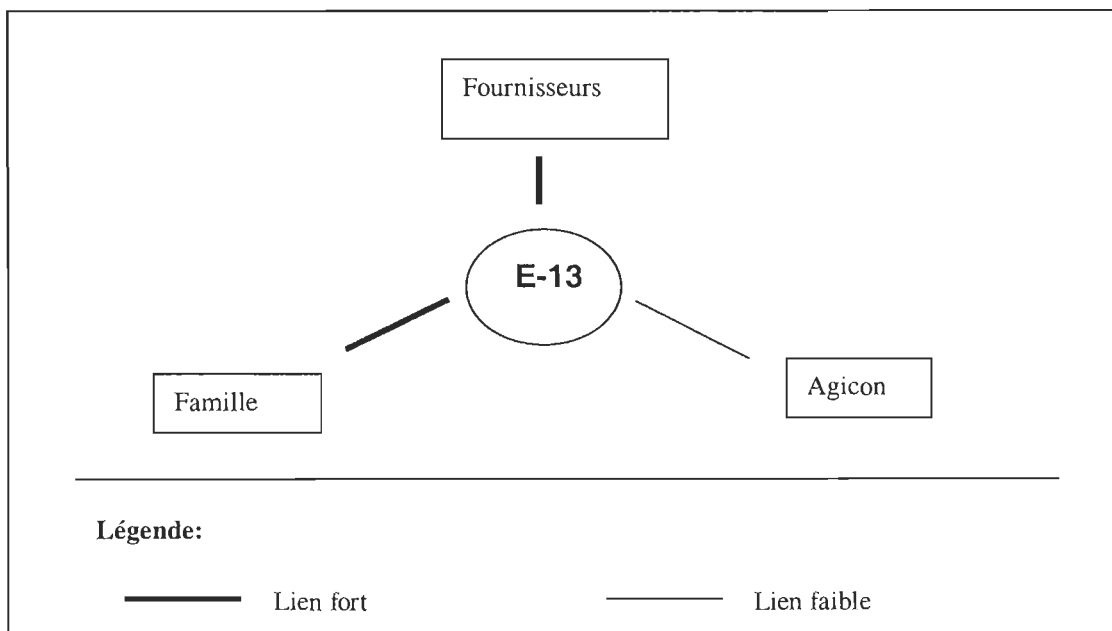 Fournisseurs
E-13
Famille
Agicon
Légende:
Lien fort
Lien faible